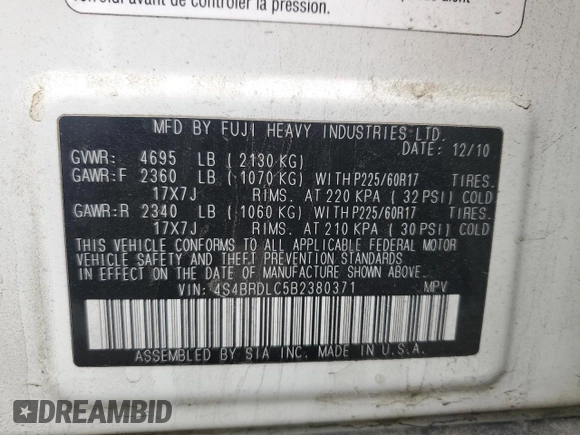 de contrôler la pression.
MFD BY FUJI HEAVY INDUSTRIES LTD.
DATE: 12/10
GVWR: 4695 LB (2130 KG)
GAWR:F 2360 LB (1070 KG) WITH P225/60R17 TIRES.
17X7J RIMS. AT 220 KPA (32 PSI) COLD
GAWR:R 2340 LB (1060 KG) WITH P225/60R17 TIRES.
17X7J RIMS. AT 210 KPA (30 PSI) COLD
THIS VEHICLE CONFORMS TO ALL APPLICABLE FEDERAL MOTOR
VEHICLE SAFETY AND THEFT PREVENTION STANDARDS
IN EFFECT ON THE DATE OF MANUFACTURE SHOWN ABOVE.
VIN: 4S4BRDLC5B2380371 MPV
ASSEMBLED BY SIA INC. MADE IN U.S.A.
DREAMBID